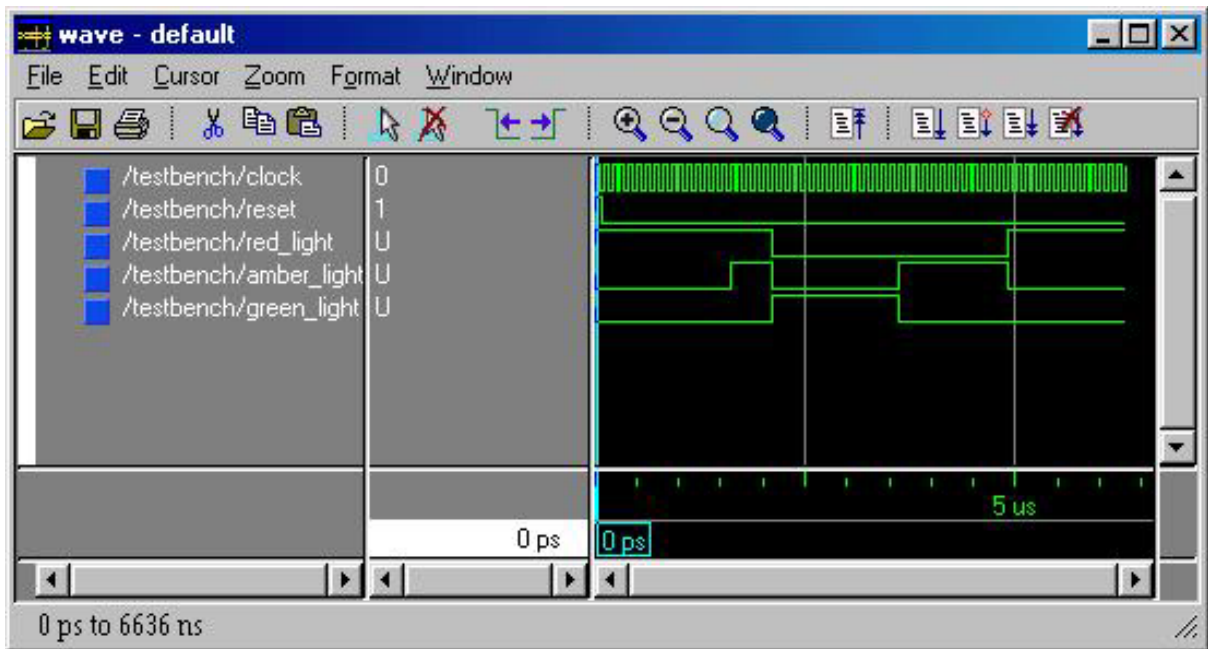 wave - default
File Edit Cursor Zoom Format Window
/testbench/clock 0
/testbench/reset 1
/testbench/red_light U
/testbench/amber_light U
/testbench/green_light U
5 us
0 ps 0 ps
0 ps to 6636 ns